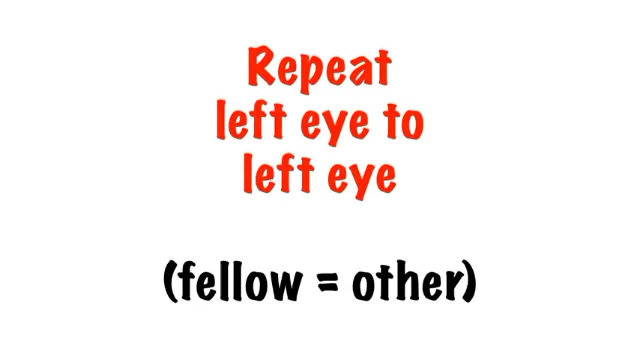 Repeat
left eye to
left eye
(fellow = other)